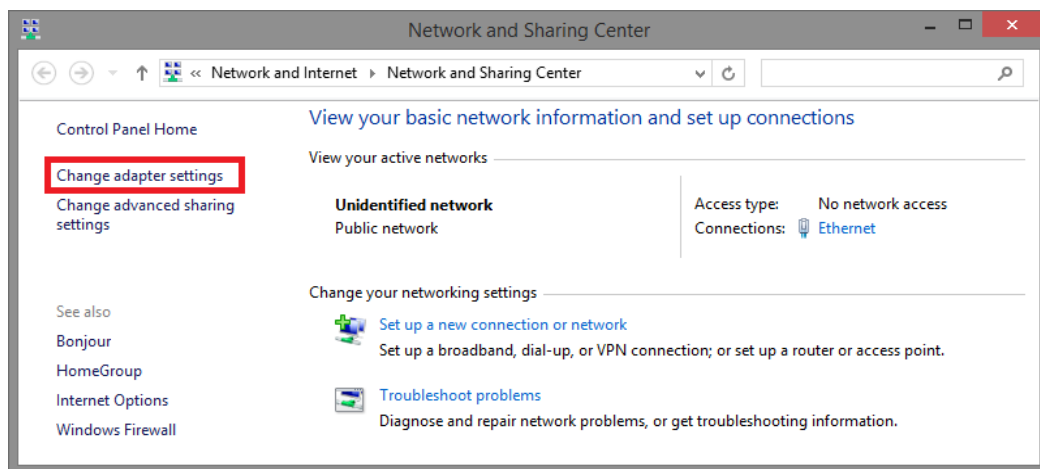 Network and Sharing Center
« Network and Internet Network and Sharing Center
Control Panel Home
Change adapter settings
Change advanced sharing
settings
See also
Bonjour
HomeGroup
Internet Options
Windows Firewall
View your basic network information and set up connections
View your active networks
Unidentified network
Public network
Access type: No network access
Connections: Ethernet
Change your networking settings
Set up a new connection or network
Set up a broadband, dial-up, or VPN connection; or set up a router or access point.
Troubleshoot problems
Diagnose and repair network problems, or get troubleshooting information.